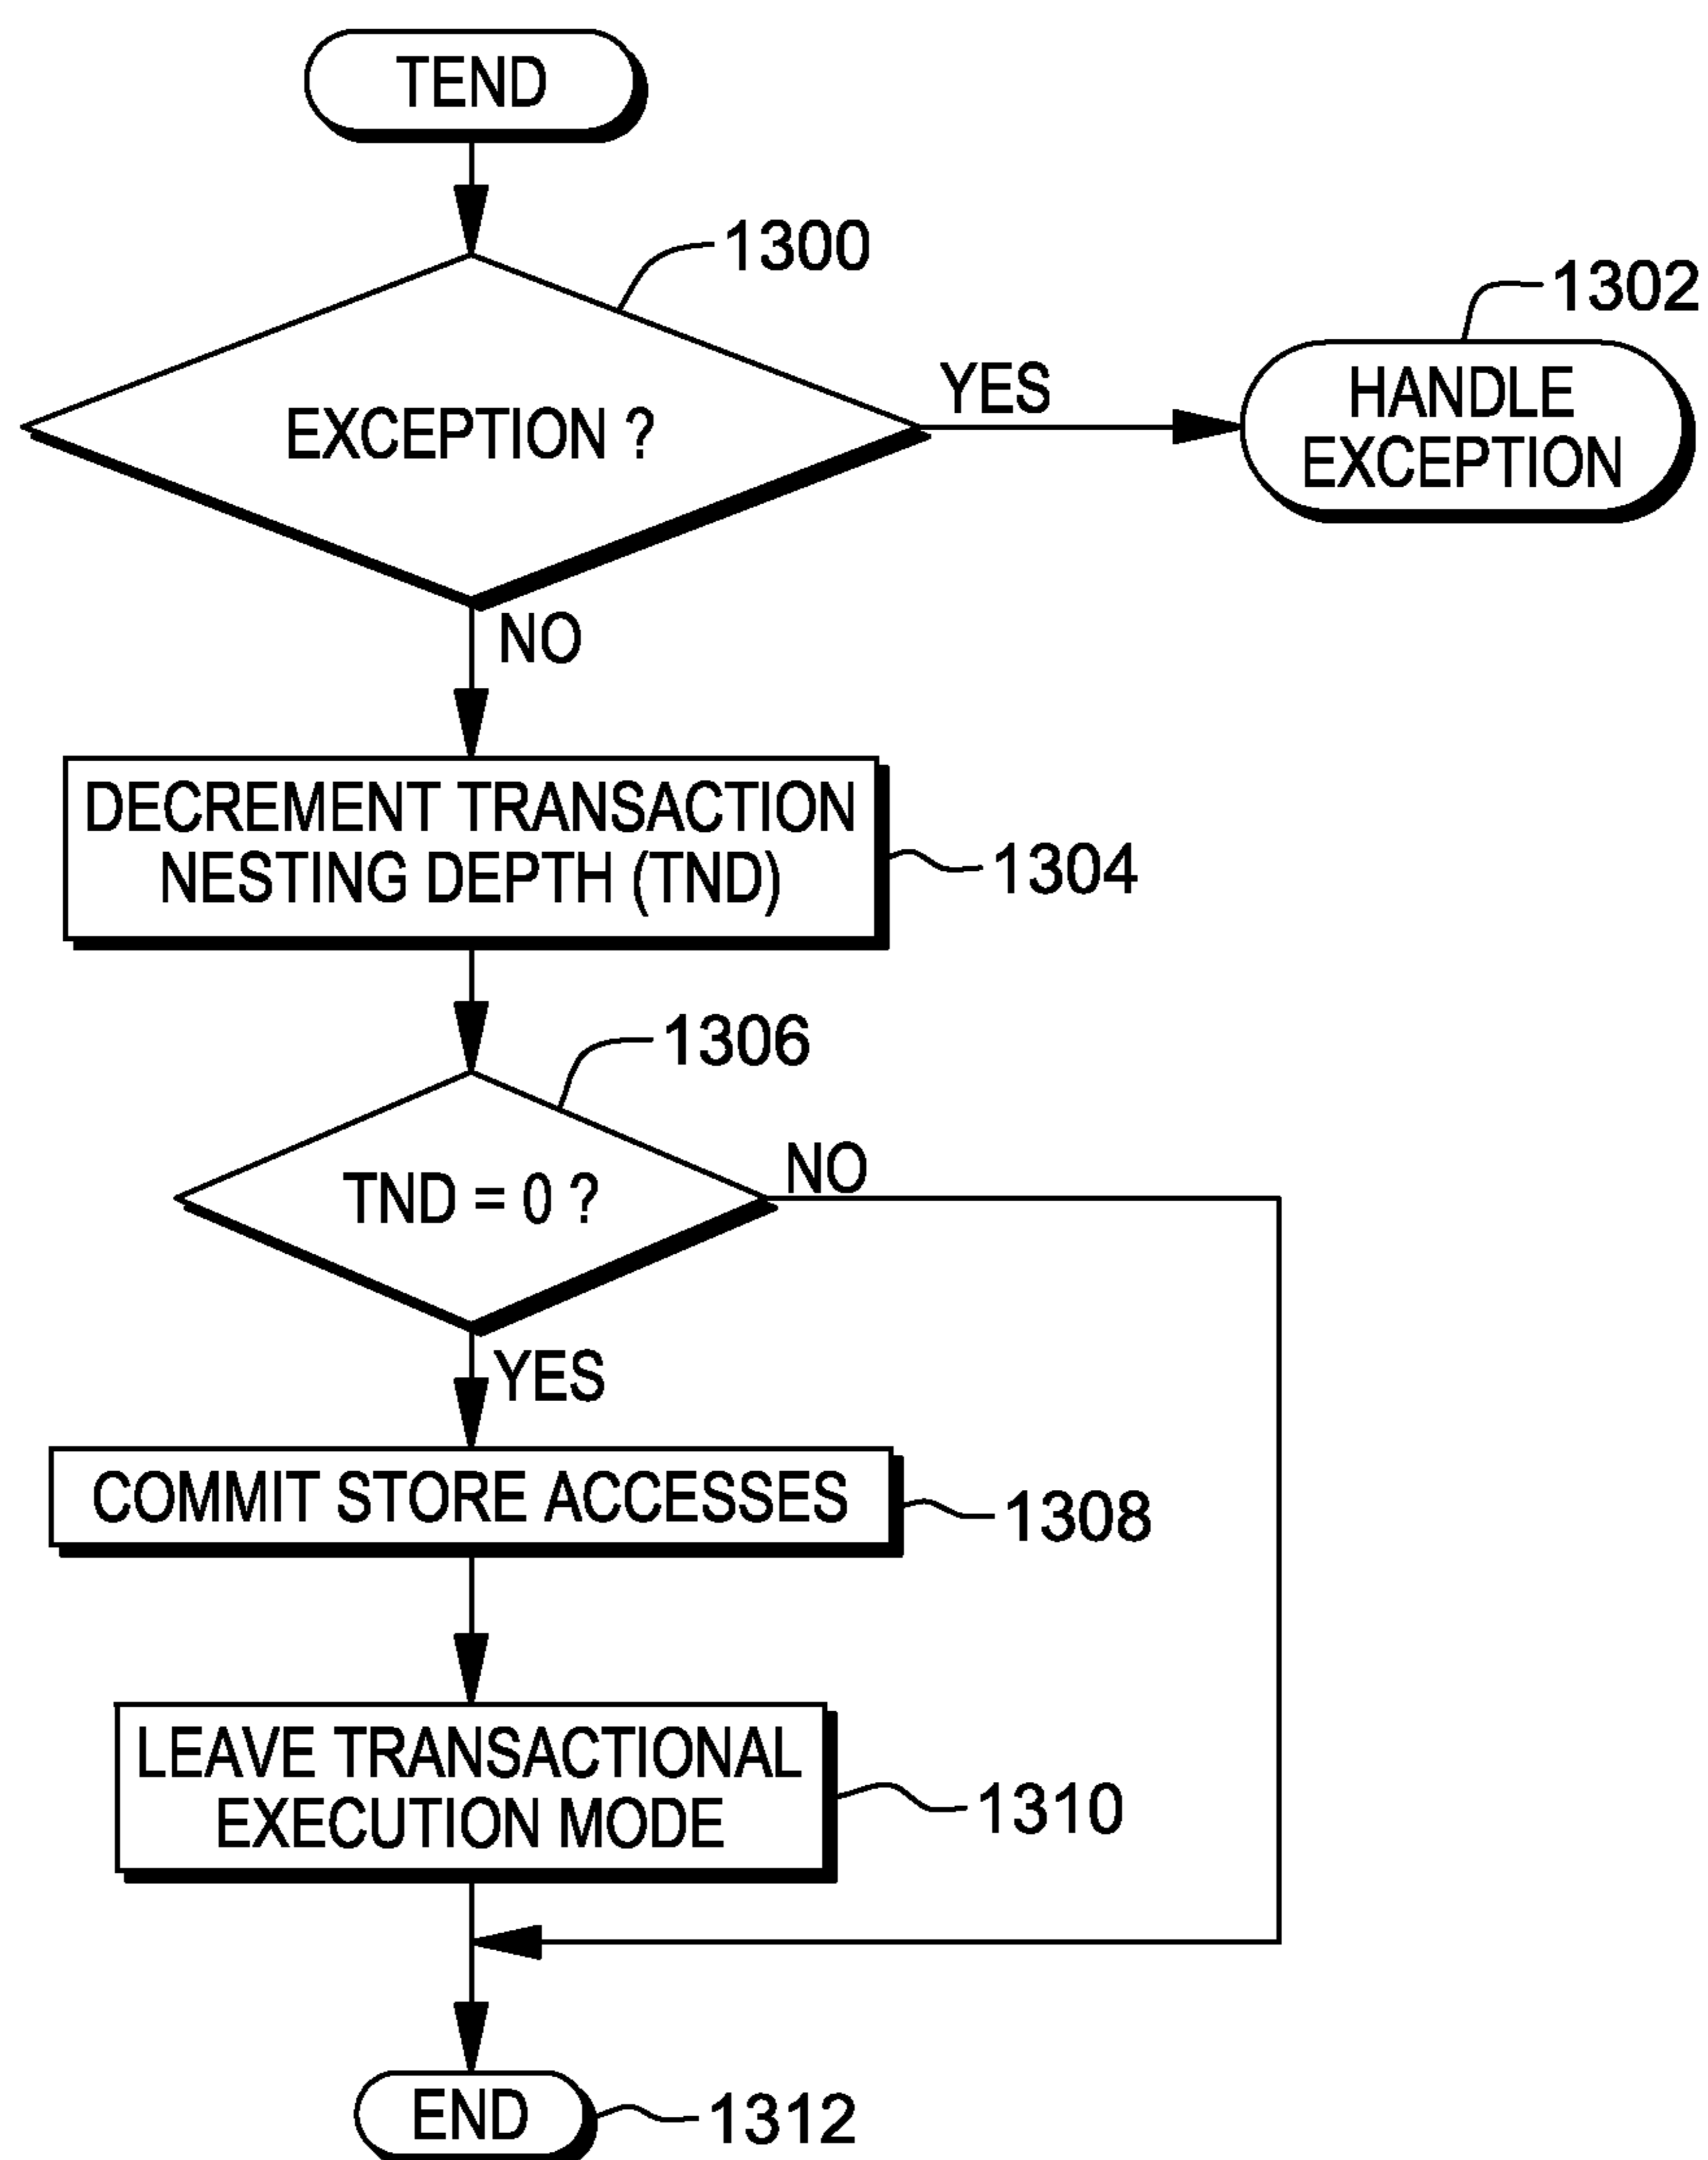 TEND
1300
1302
EXCEPTION ?
YES
HANDLE
EXCEPTION
NO
DECREMENT TRANSACTION
NESTING DEPTH (TND)
1304
1306
TND = 0 ?
NO
YES
COMMIT STORE ACCESSES
1308
LEAVE TRANSACTIONAL
EXECUTION MODE
1310
END
1312